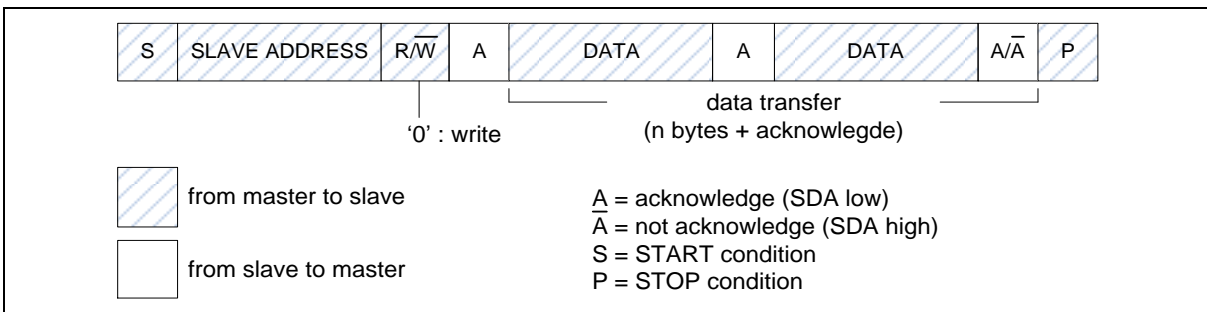 S SLAVE ADDRESS R/W̅ A DATA A DATA A/A̅ P
data transfer
‘0’ : write (n bytes + acknowlegde)
from master to slave
from slave to master
A = acknowledge (SDA low)
A̅ = not acknowledge (SDA high)
S = START condition
P = STOP condition